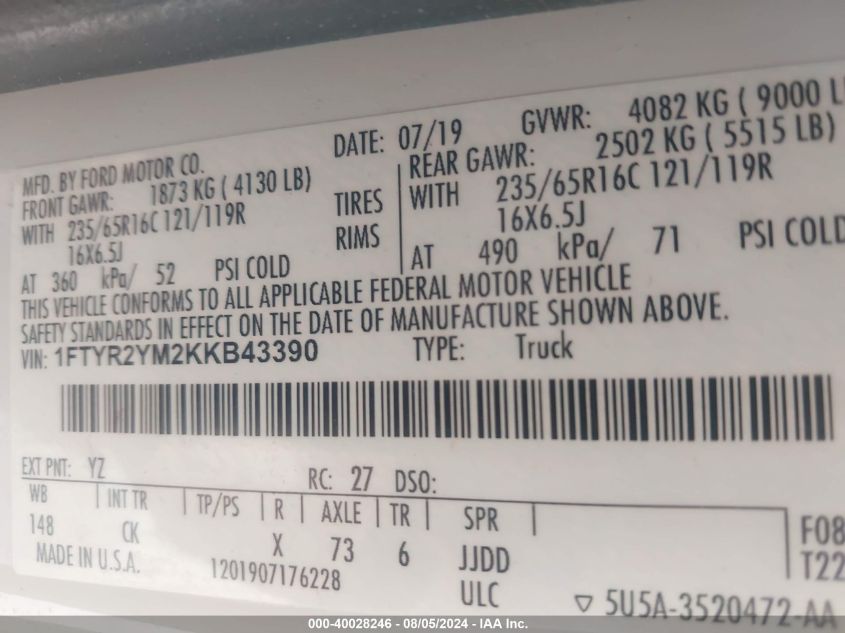 MFD. BY FORD MOTOR CO. DATE: 07/19 GVWR: 4082 KG ( 9000 L
FRONT GAWR: 1873 KG ( 4130 LB) REAR GAWR: 2502 KG ( 5515 LB)
WITH 235/65R16C 121/119R TIRES WITH 235/65R16C 121/119R
16X6.5J RIMS 16X6.5J
AT 360 kPa/ 52 PSI COLD AT 490 kPa/ 71 PSI COLD
THIS VEHICLE CONFORMS TO ALL APPLICABLE FEDERAL MOTOR VEHICLE
SAFETY STANDARDS IN EFFECT ON THE DATE OF MANUFACTURE SHOWN ABOVE.
VIN: 1FTYR2YM2KKB43390 TYPE: Truck
EXT PNT: YZ RC: 27 DSO:
WB INT TR TP/PS R AXLE TR SPR
148 CK X 73 6 JJDD F08
MADE IN U.S.A. 1201907176228 ULC T22
5U5A-3520472-AA
000-40028246 - 08/05/2024 - IAA Inc.